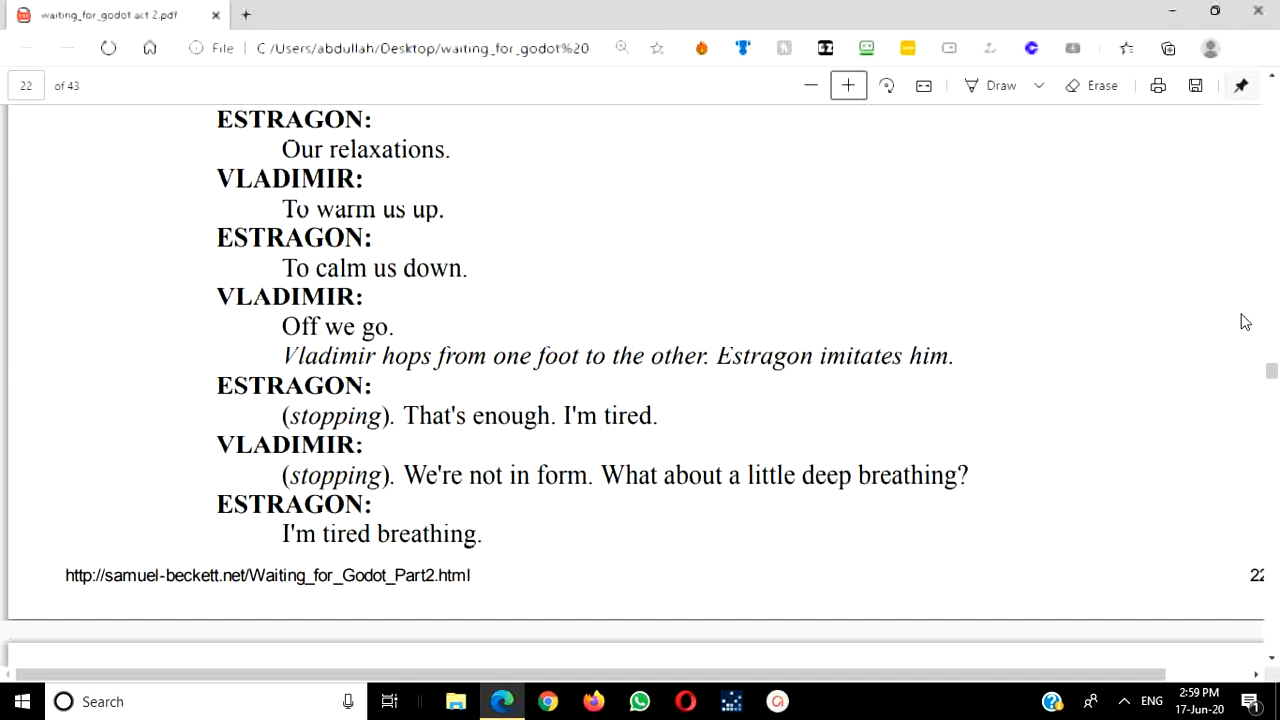 waiting_for_godot act 2.pdf
File
C:/Users/abdullah/Desktop/waiting_for_godot%20
22 of 43
Draw
Erase
ESTRAGON:
Our relaxations.
VLADIMIR:
To warm us up.
ESTRAGON:
To calm us down.
VLADIMIR:
Off we go.
Vladimir hops from one foot to the other. Estragon imitates him.
ESTRAGON:
(stopping). That's enough. I'm tired.
VLADIMIR:
(stopping). We're not in form. What about a little deep breathing?
ESTRAGON:
I'm tired breathing.
http://samuel-beckett.net/Waiting_for_Godot_Part2.html
22
Search
ENG
2:59 PM
17-Jun-20
1